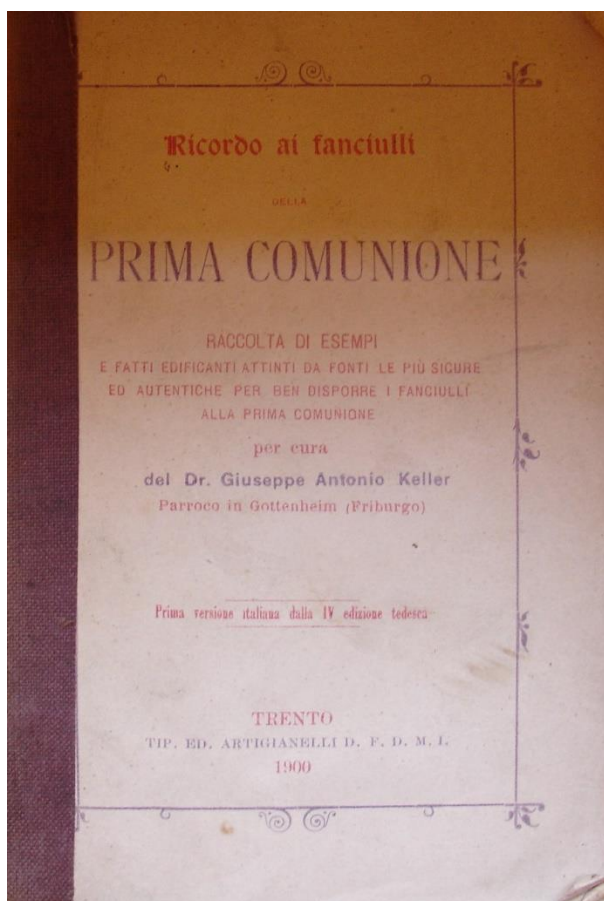 Ricordo ai fanciulli
DELLA
PRIMA COMUNIONE
RACCOLTA DI ESEMPI
E FATTI EDIFICANTI ATTINTI DA FONTI LE PIÙ SICURE
ED AUTENTICHE PER BEN DISPORRE I FANCIULLI
ALLA PRIMA COMUNIONE
per cura
del Dr. Giuseppe Antonio Keller
Parroco in Gottenheim (Friburgo)
Prima versione italiana dalla IV edizione tedesca
TRENTO
TIP. ED. ARTIGIANELLI D. F. D. M. I.
1900